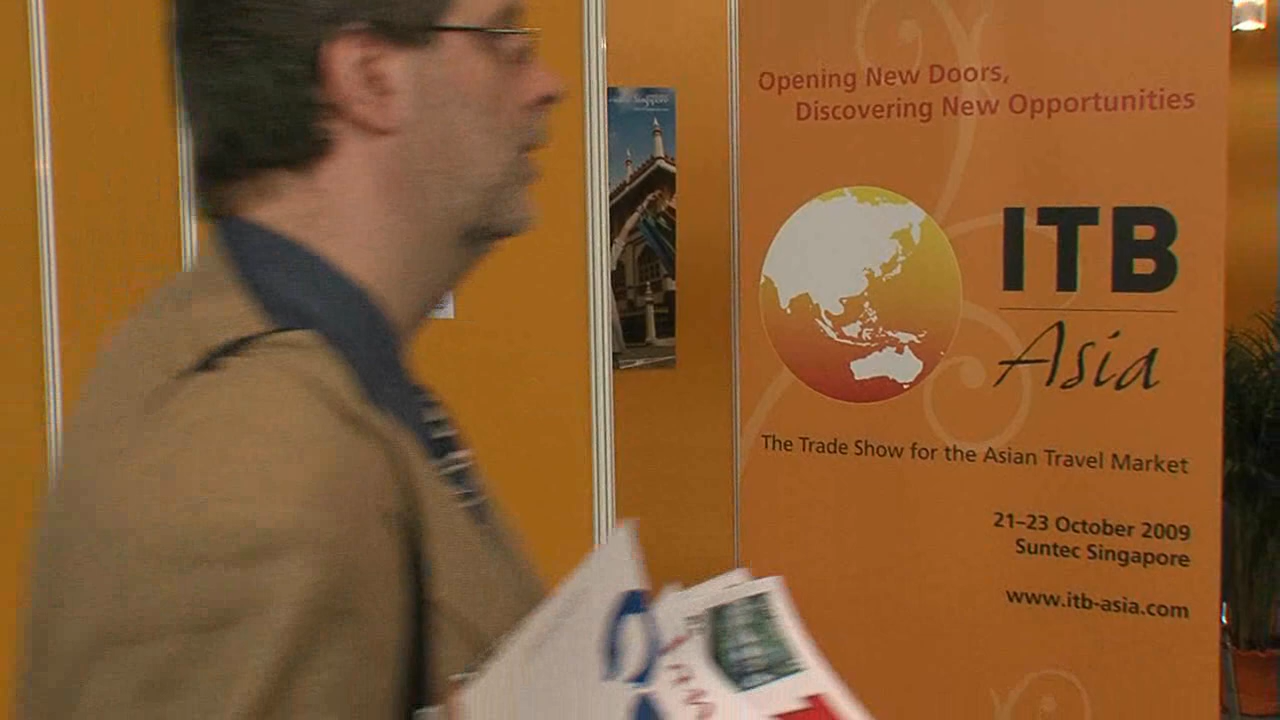 Opening New Doors,
Discovering New Opportunities
ITB
Asia
The Trade Show for the Asian Travel Market
21–23 October 2009
Suntec Singapore
www.itb-asia.com
Singapore